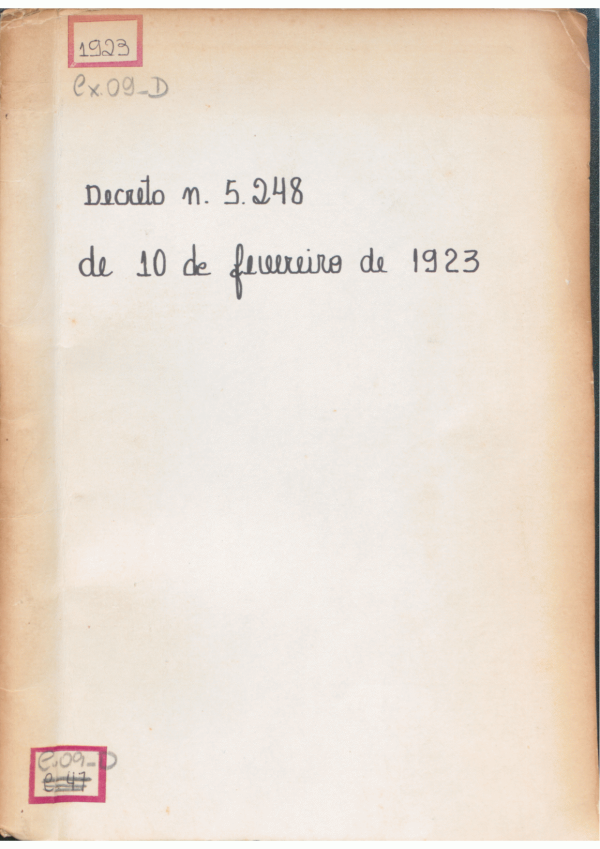 1923
Cx.09-D
Decreto n. 5.248
de 10 de fevereiro de 1923
C.09-D
C-47